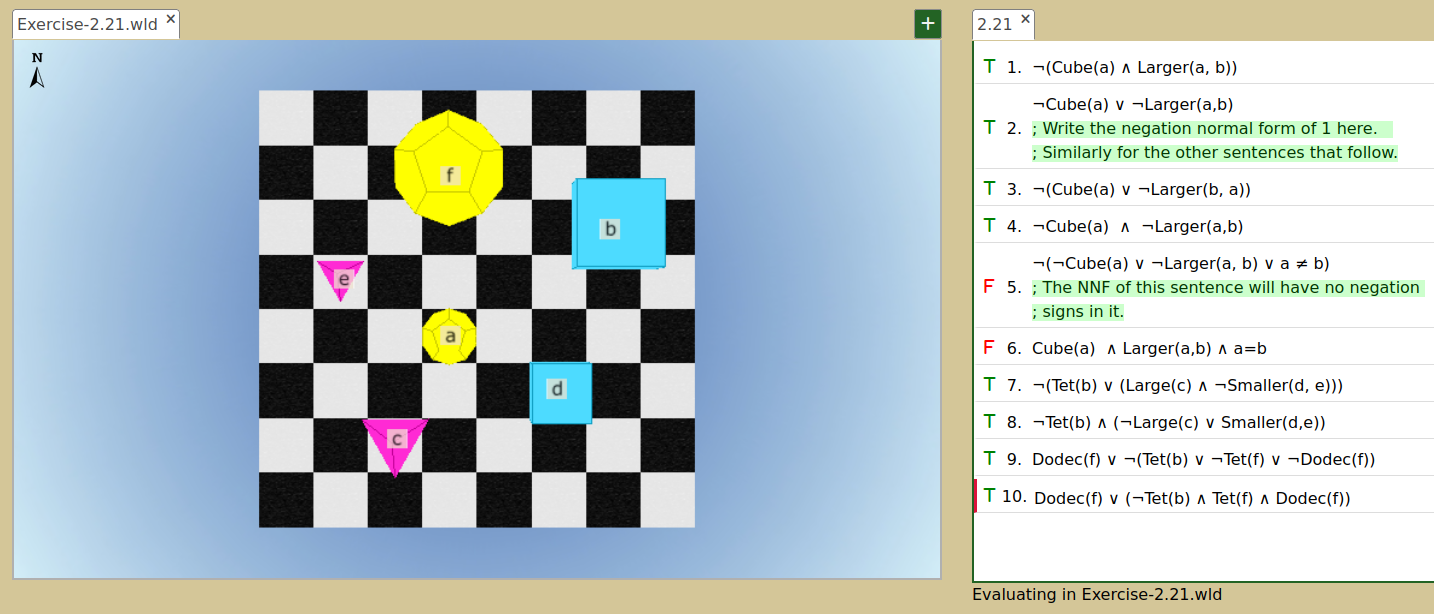 Exercise-2.21.wld ×
+
N
f
b
e
a
d
c
2.21 ×
T 1. ¬(Cube(a) ∧ Larger(a, b))
¬Cube(a) ∨ ¬Larger(a,b)
T 2. ; Write the negation normal form of 1 here.
; Similarly for the other sentences that follow.
T 3. ¬(Cube(a) ∨ ¬Larger(b, a))
T 4. ¬Cube(a) ∧ ¬Larger(a,b)
¬(¬Cube(a) ∨ ¬Larger(a, b) ∨ a ≠ b)
F 5. ; The NNF of this sentence will have no negation
; signs in it.
F 6. Cube(a) ∧ Larger(a,b) ∧ a=b
T 7. ¬(Tet(b) ∨ (Large(c) ∧ ¬Smaller(d, e)))
T 8. ¬Tet(b) ∧ (¬Large(c) ∨ Smaller(d,e))
T 9. Dodec(f) ∨ ¬(Tet(b) ∨ ¬Tet(f) ∨ ¬Dodec(f))
T 10. Dodec(f) ∨ (¬Tet(b) ∧ Tet(f) ∧ Dodec(f))
Evaluating in Exercise-2.21.wld